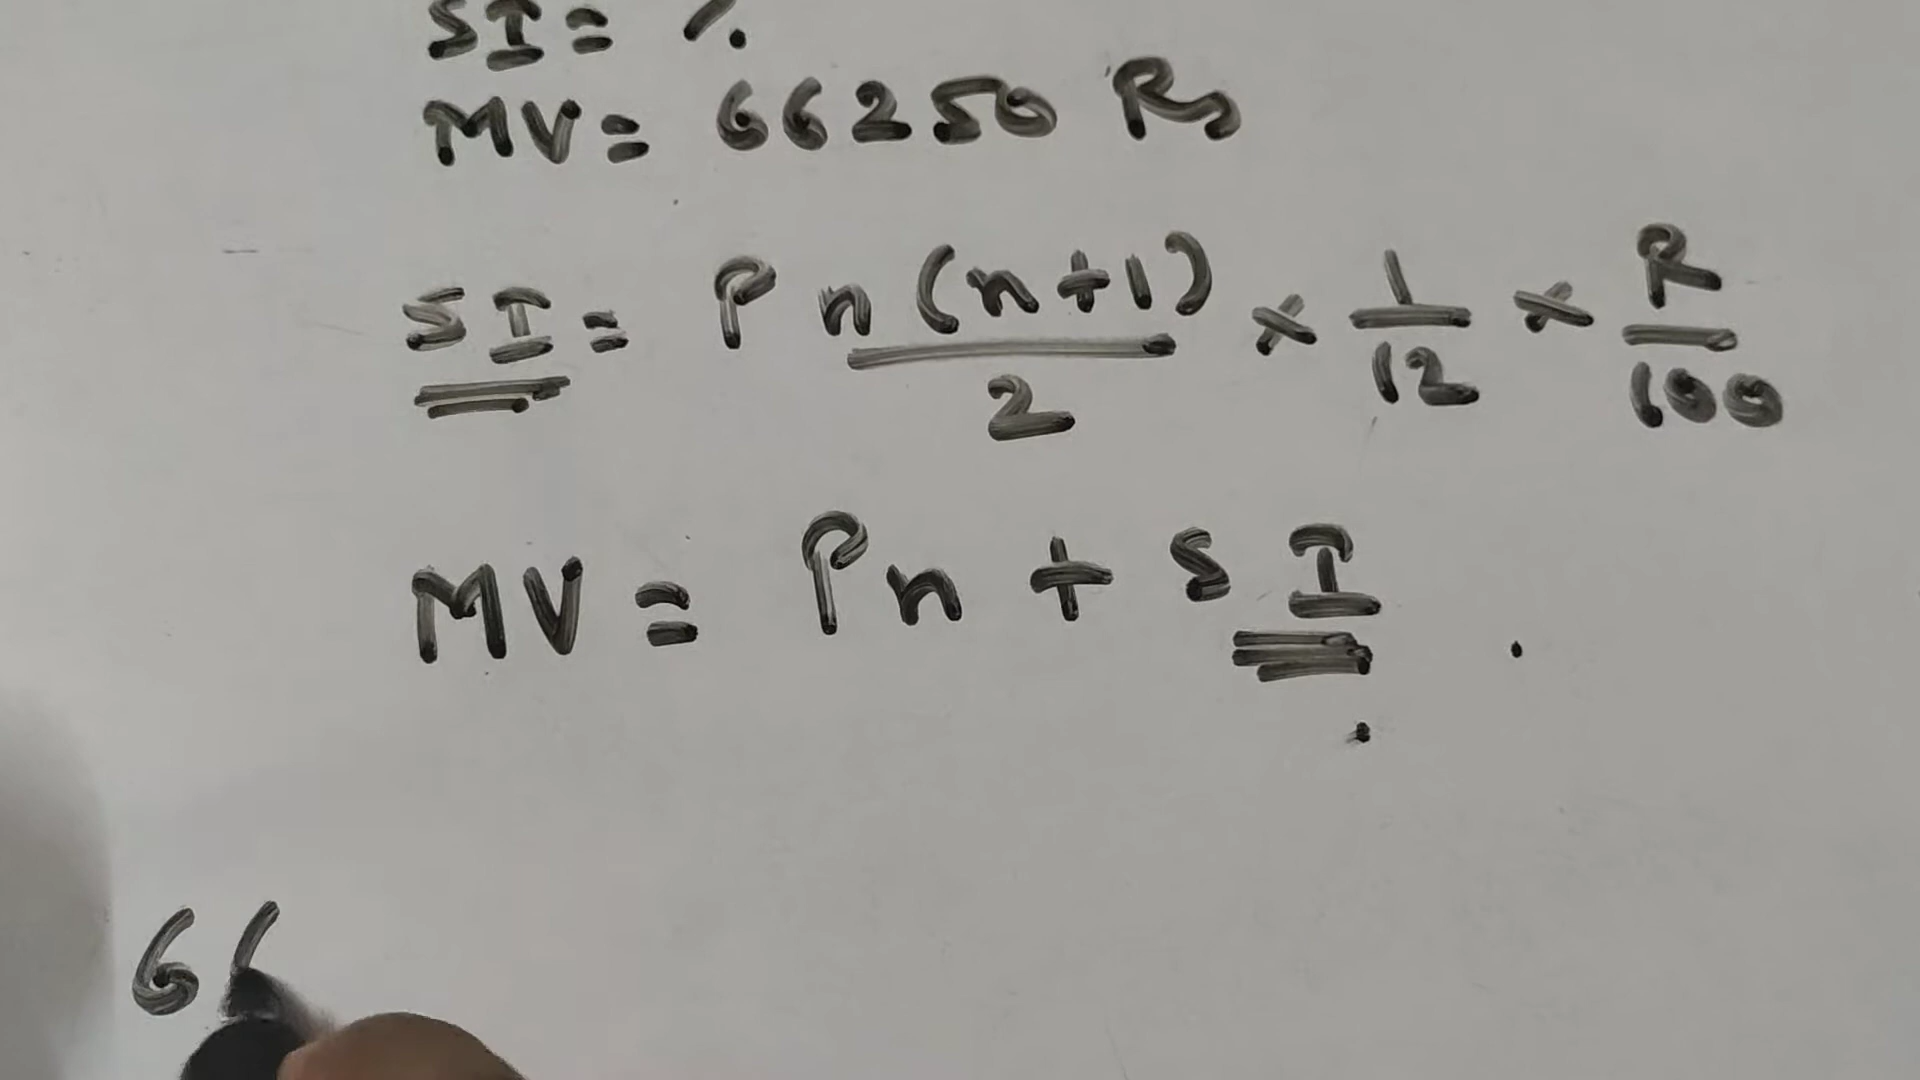 SI = %
MV = 66250 Rs
SI = P n(n+1)/2 × 1/12 × R/100
MV = Pn + SI
66